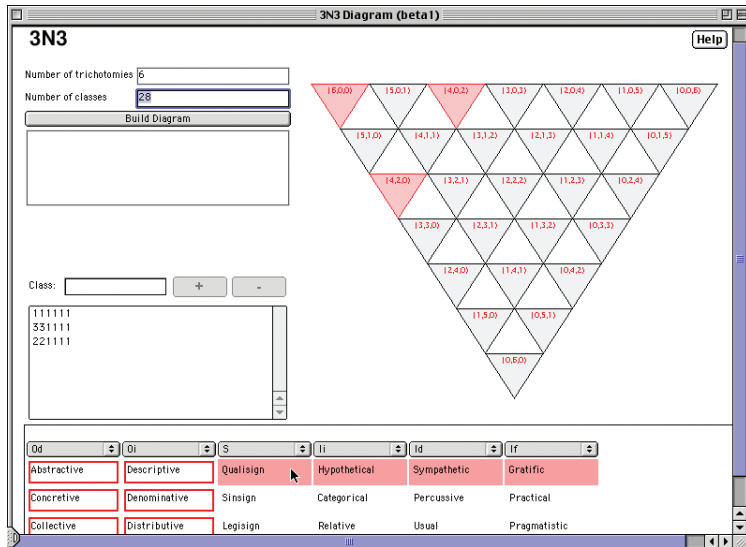 3N3 Diagram (beta1)
3N3
Help
Number of trichotomies 6
Number of classes 28
Build Diagram
(6,0,0) (5,0,1) (4,0,2) (3,0,3) (2,0,4) (1,0,5) (0,0,6)
(5,1,0) (4,1,1) (3,1,2) (2,1,3) (1,1,4) (0,1,5)
(4,2,0) (3,2,1) (2,2,2) (1,2,3) (0,2,4)
(3,3,0) (2,3,1) (1,3,2) (0,3,3)
(2,4,0) (1,4,1) (0,4,2)
(1,5,0) (0,5,1)
(0,6,0)
Class:
+ -
111111
331111
221111
Od Oi S Ii Id If
Abstractive Descriptive Qualisign Hypothetical Sympathetic Gratific
Concretive Denominative Sinsign Categorical Percussive Practical
Collective Distributive Legisign Relative Usual Pragmatistic